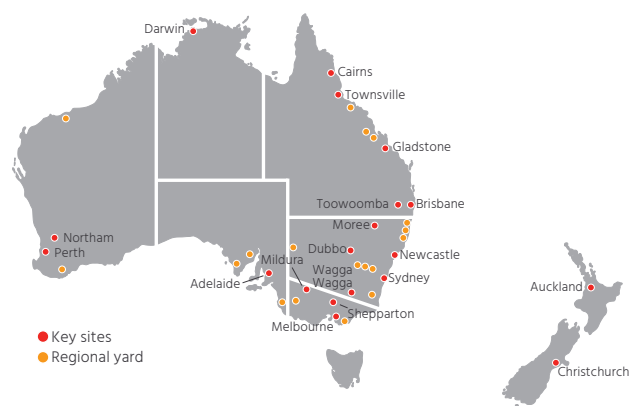 Darwin
Cairns
Townsville
Gladstone
Toowoomba
Brisbane
Moree
Northam
Perth
Dubbo
Newcastle
Mildura
Wagga
Wagga
Sydney
Adelaide
Auckland
Shepparton
Melbourne
Key sites
Regional yard
Christchurch